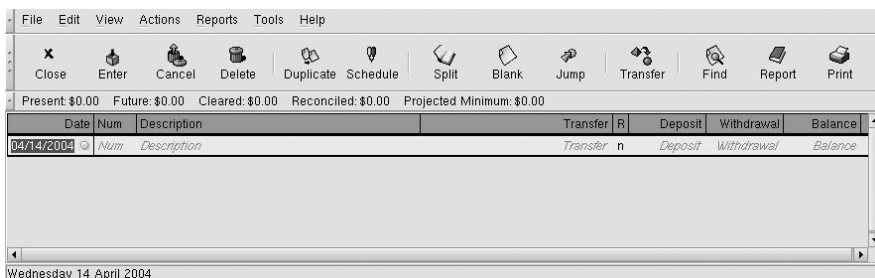 File Edit View Actions Reports Tools Help
Close Enter Cancel Delete Duplicate Schedule Split Blank Jump Transfer Find Report Print
Present: $0.00 Future: $0.00 Cleared: $0.00 Reconciled: $0.00 Projected Minimum: $0.00
Date Num Description Transfer R Deposit Withdrawal Balance
04/14/2004 Num Description Transfer n Deposit Withdrawal Balance
Wednesday 14 April 2004